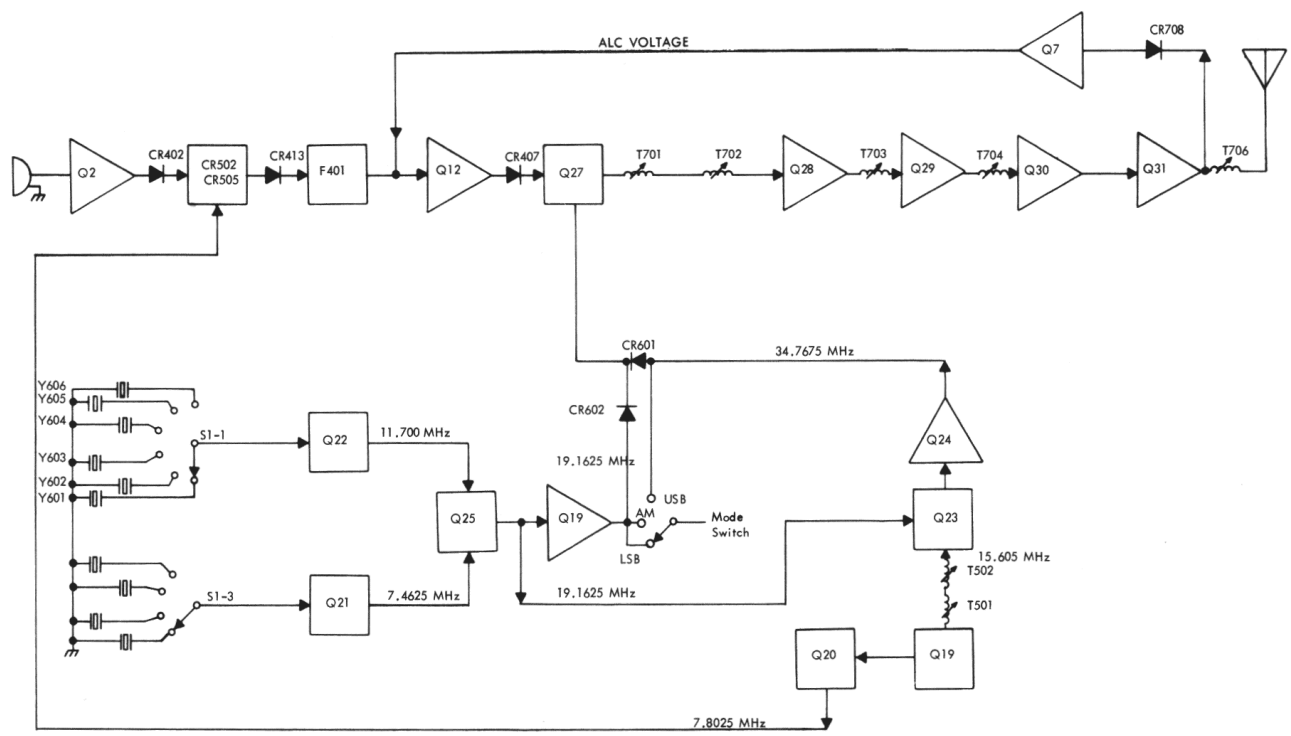 ALC VOLTAGE
Q7
CR708
Q2
CR402
CR502
CR505
CR413
F401
Q12
CR407
Q27
T701
T702
Q28
T703
Q29
T704
Q30
Q31
T706
CR601
34.7675 MHz
Y606
Y605
Y604
Y603
Y602
Y601
S1-1
Q22
11.700 MHz
CR602
19.1625 MHz
Q24
Q25
Q19
USB
AM
LSB
Mode
Switch
Q23
15.605 MHz
T502
T501
S1-3
Q21
7.4625 MHz
19.1625 MHz
Q20
Q19
7.8025 MHz